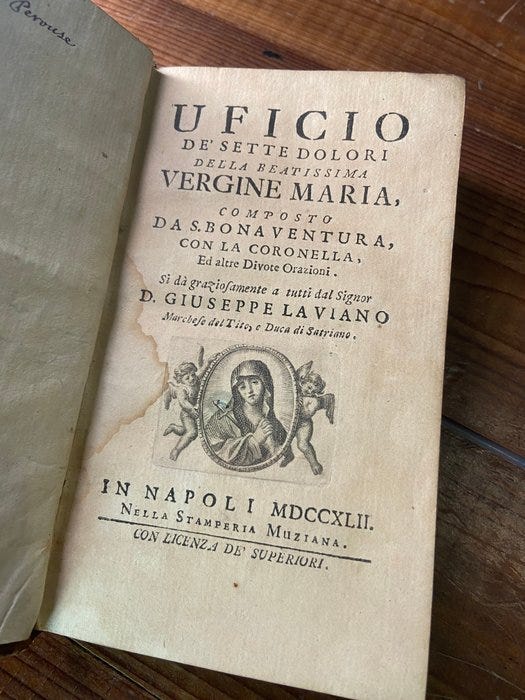 Perouse
UFICIO
DE' SETTE DOLORI
DELLA BEATISSIMA
VERGINE MARIA,
COMPOSTO
DA S. BONAVENTURA,
CON LA CORONELLA,
Ed altre Divote Orazioni.
Si dà graziosamente a tutti dal Signor
D. GIUSEPPE LAVIANO
Marchese del Tito, e Duca di Satriano.
IN NAPOLI MDCCXLII.
NELLA STAMPERIA MUZIANA.
CON LICENZA DE' SUPERIORI.